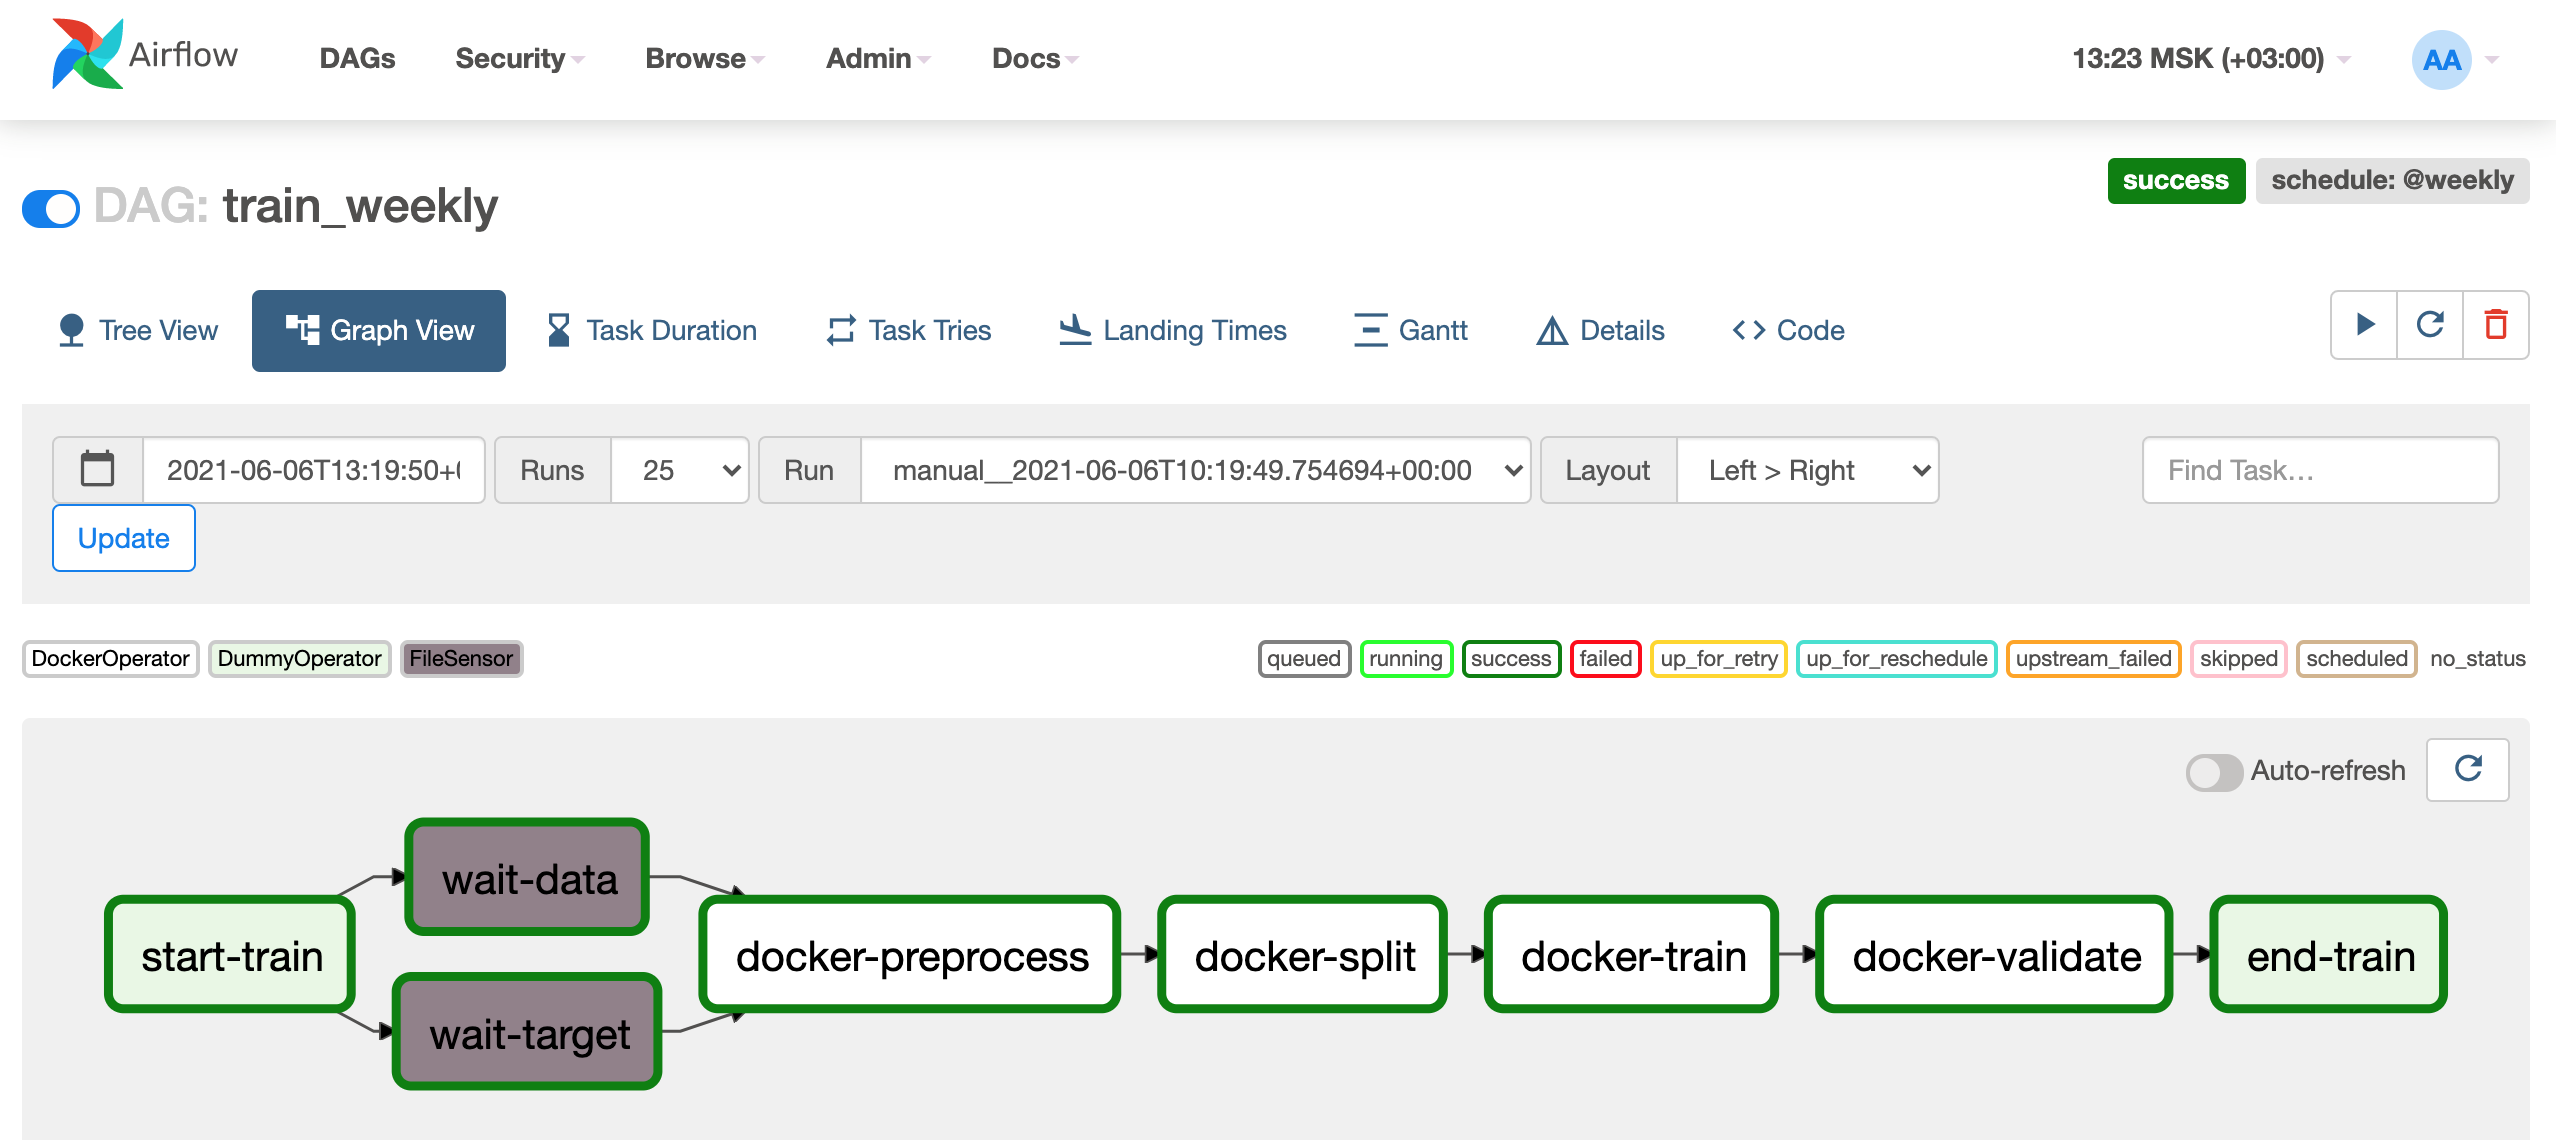 Airflow DAGs Security Browse Admin Docs 13:23 MSK (+03:00) AA
DAG: train_weekly success schedule: @weekly
Tree View Graph View Task Duration Task Tries Landing Times Gantt Details Code
2021-06-06T13:19:50+ Runs 25 Run manual__2021-06-06T10:19:49.754694+00:00 Layout Left > Right Find Task...
Update
DockerOperator DummyOperator FileSensor queued running success failed up_for_retry up_for_reschedule upstream_failed skipped scheduled no_status
Auto-refresh
wait-data
start-train docker-preprocess docker-split docker-train docker-validate end-train
wait-target